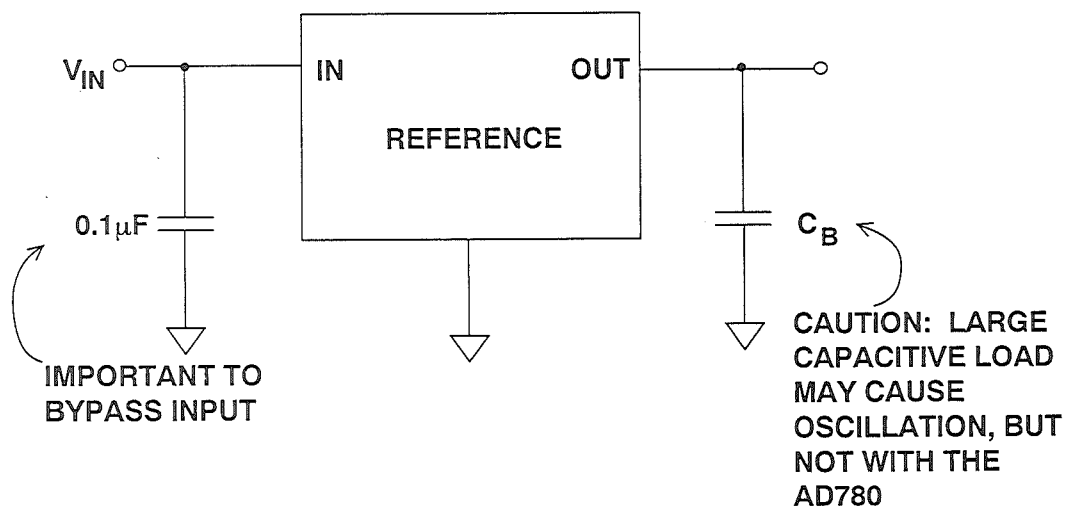 V_IN
IN
OUT
REFERENCE
0.1µF
C_B
IMPORTANT TO
BYPASS INPUT
CAUTION: LARGE
CAPACITIVE LOAD
MAY CAUSE
OSCILLATION, BUT
NOT WITH THE
AD780